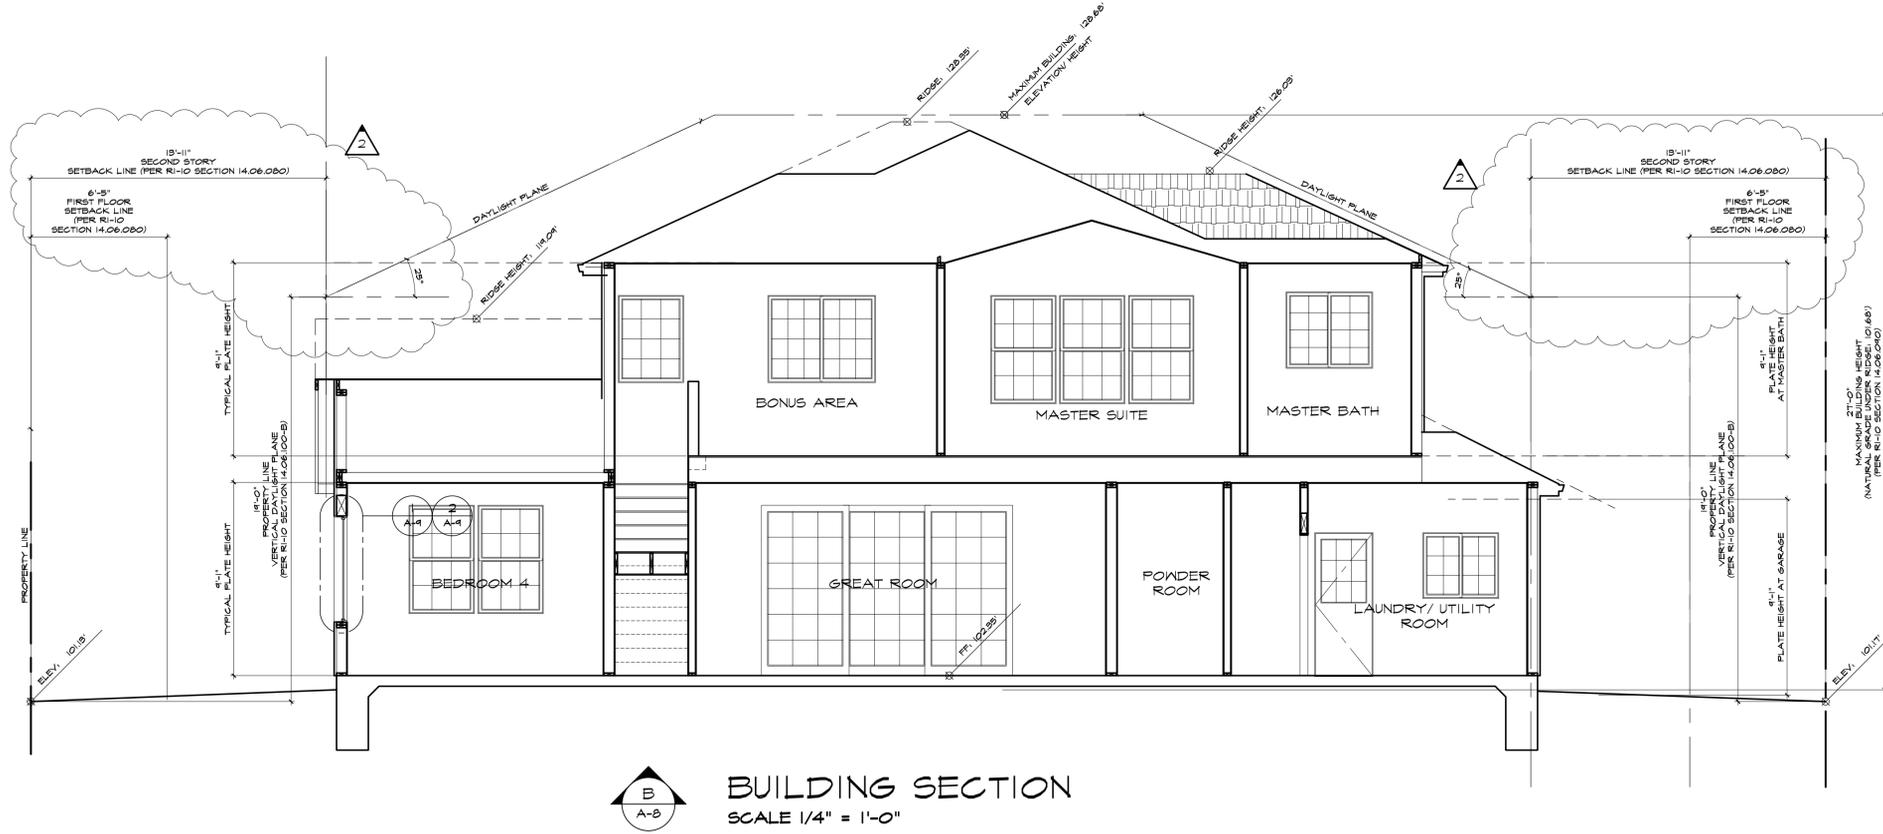 RIDGE: 128.35'
MAXIMUM BUILDING: 128.68'
ELEVATION/ HEIGHT
RIDGE HEIGHT: 126.03'
2
13'-11"
SECOND STORY
SETBACK LINE (PER R1-10 SECTION 14.06.080)
6'-5"
FIRST FLOOR
SETBACK LINE
(PER R1-10
SECTION 14.06.080)
DAYLIGHT PLANE
25°
RIDGE HEIGHT: 119.09'
DAYLIGHT PLANE
25°
2
13'-11"
SECOND STORY
SETBACK LINE (PER R1-10 SECTION 14.06.080)
6'-5"
FIRST FLOOR
SETBACK LINE
(PER R1-10
SECTION 14.06.080)
9'-1"
TYPICAL PLATE HEIGHT
BONUS AREA
MASTER SUITE
MASTER BATH
9'-1"
PLATE HEIGHT
AT MASTER BATH
27'-0"
MAXIMUM BUILDING HEIGHT
(NATURAL GRADE UNDER RIDGE: 101.68')
(PER R1-10 SECTION 14.06.090)
PROPERTY LINE
9'-1"
TYPICAL PLATE HEIGHT
19'-0"
PROPERTY LINE
VERTICAL DAYLIGHT PLANE
(PER R1-10 SECTION 14.06.100-B)
A-9
2
A-9
BEDROOM 4
GREAT ROOM
POWDER
ROOM
LAUNDRY/ UTILITY
ROOM
19'-0"
PROPERTY LINE
VERTICAL DAYLIGHT PLANE
(PER R1-10 SECTION 14.06.100-B)
9'-1"
PLATE HEIGHT AT GARAGE
ELEV: 101.13'
FF: 102.35'
ELEV: 101.17'
B
A-8
BUILDING SECTION
SCALE 1/4" = 1'-0"